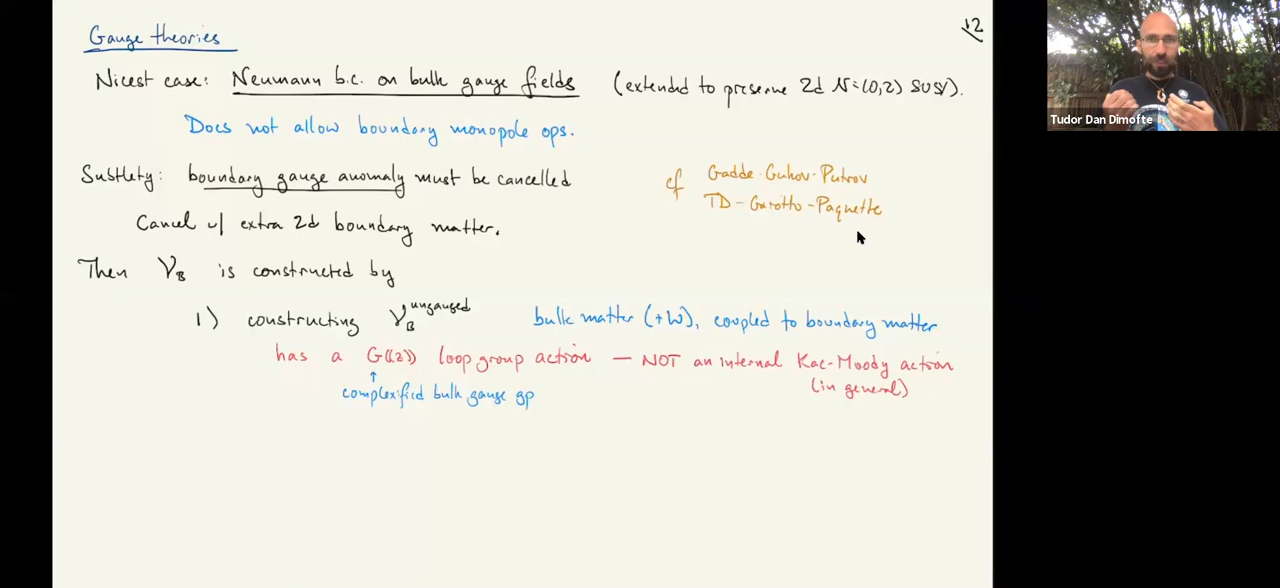 12
Gauge theories
Nicest case: Neumann b.c. on bulk gauge fields (extended to preserve 2d N=(0,2) SUSY).
Does not allow boundary monopole ops.
Subtlety: boundary gauge anomaly must be cancelled
cf Gadde-Gukov-Putrov
TD-Gaiotto-Paquette
Cancel w/ extra 2d boundary matter.
Then V_B is constructed by
1) constructing V_B^ungauged bulk matter (+W), coupled to boundary matter
has a G((z)) loop group action — NOT an internal Kac-Moody action
(in general)
↑
complexified bulk gauge gp
Tudor Dan Dimofte